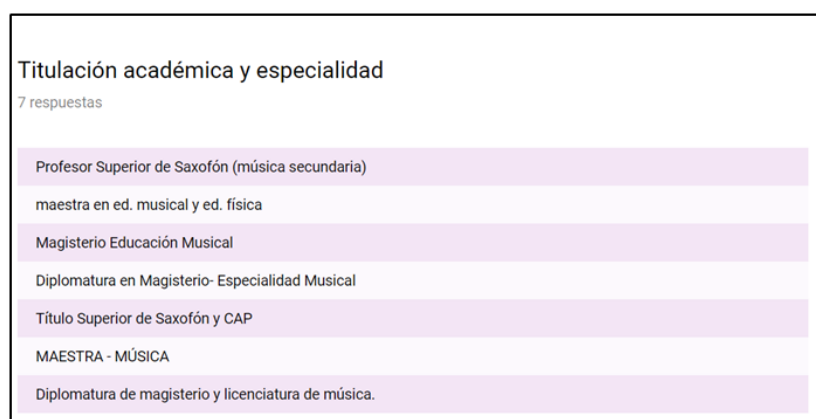 Titulación académica y especialidad
7 respuestas
Profesor Superior de Saxofón (música secundaria)
maestra en ed. musical y ed. física
Magisterio Educación Musical
Diplomatura en Magisterio- Especialidad Musical
Título Superior de Saxofón y CAP
MAESTRA - MÚSICA
Diplomatura de magisterio y licenciatura de música.